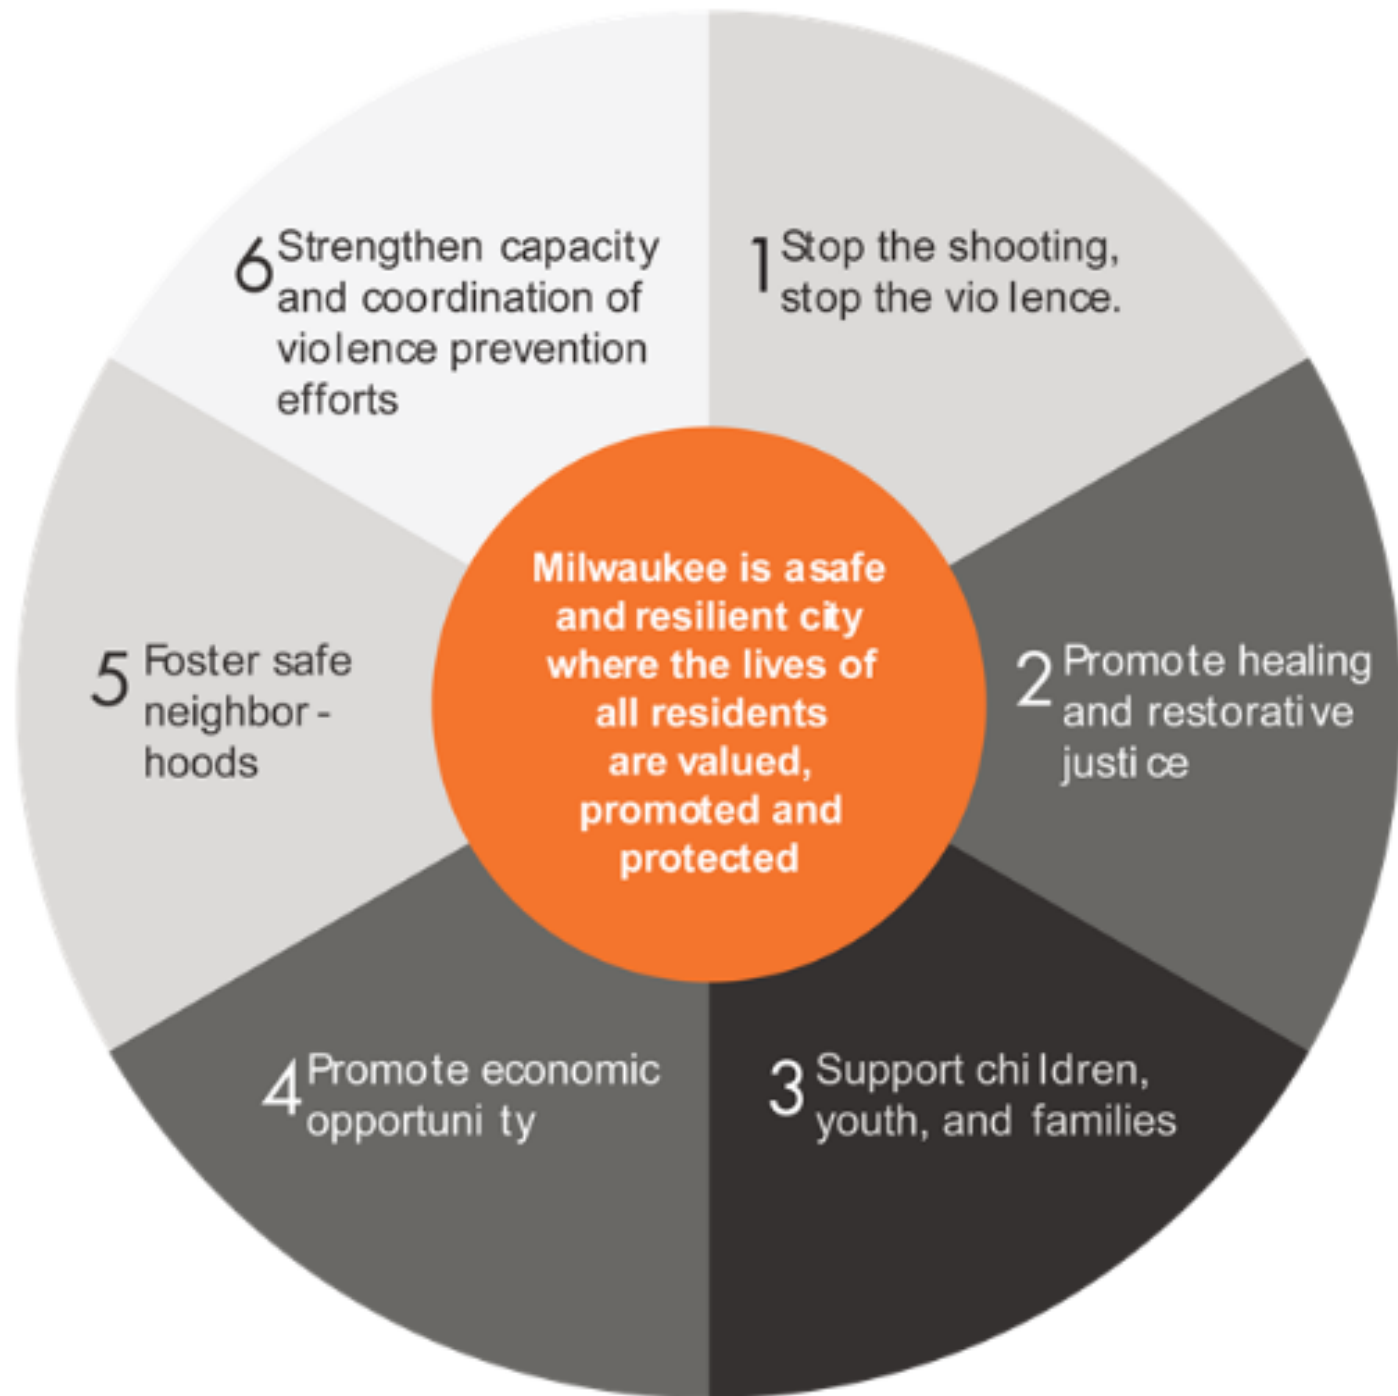 6 Strengthen capacity
and coordination of
violence prevention
efforts
1 Stop the shooting,
stop the violence.
Milwaukee is a safe
and resilient city
where the lives of
all residents
are valued,
promoted and
protected
2 Promote healing
and restorative
justice
3 Support children,
youth, and families
4 Promote economic
opportunity
5 Foster safe
neighbor-
hoods